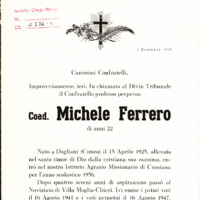 Carissimi Confratelli,
Improvvisamente, ieri, fu chiamato al Divin Tribunale
il Confratello professo perpetuo
Coad. Michele Ferrero
di anni 22
Nato a Dogliani (Cuneo) il 15 Aprile 1925, allevato
nel santo timor di Dio dalla cristiana sua mamma, entrò
nel nostro Istituto Agrario Missionario di Cumiana
per l'anno scolastico 1936.
Dopo quattro sereni anni di aspirantato passò al
Noviziato di Villa Moglia-Chieri. Ivi emise i primi voti
il 16 Agosto 1941 e i voti perpetui il 16 Agosto 1947.